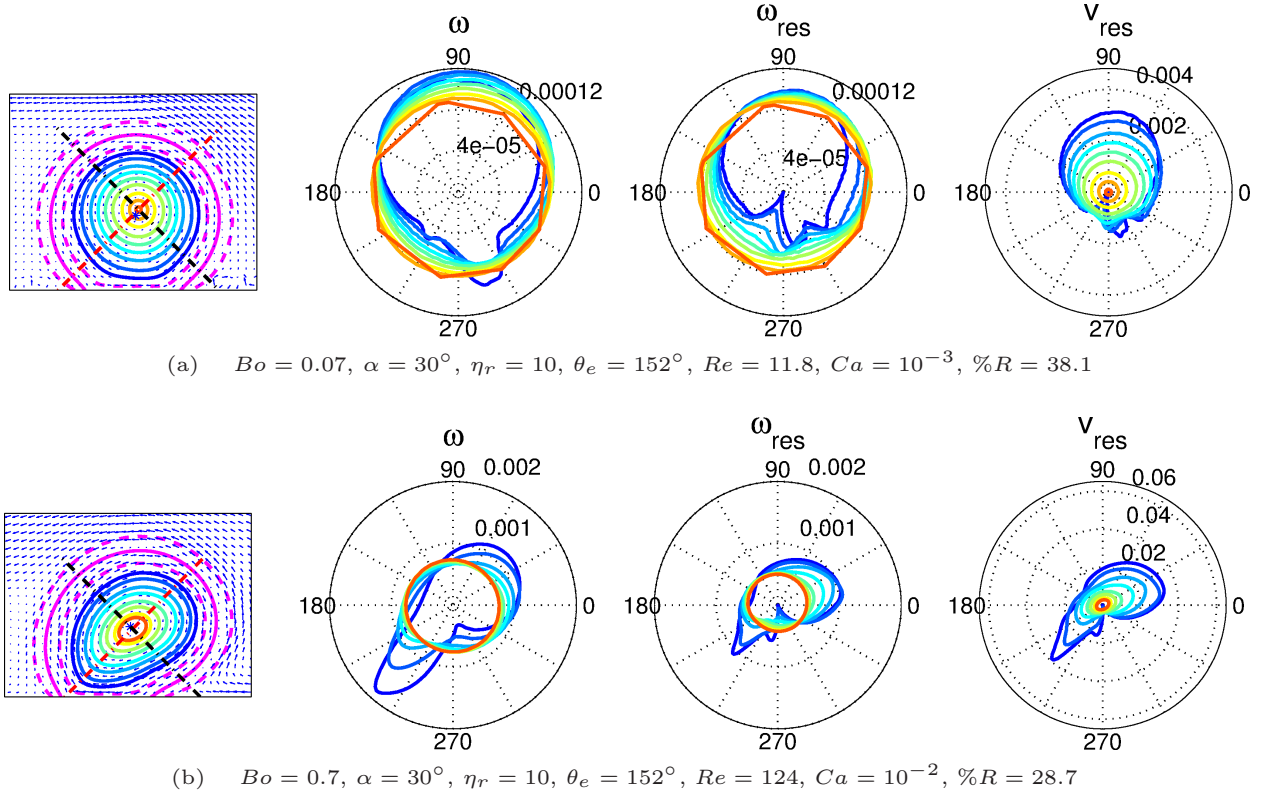 ω ω_res v_res
90 90 90
0.00012 0.00012 0.004
4e−05 4e−05 0.002
180 0 180 0 180 0
270 270 270
(a) Bo = 0.07, α = 30°, η_r = 10, θ_e = 152°, Re = 11.8, Ca = 10⁻³, %R = 38.1
ω ω_res v_res
90 0.002 90 0.002 90 0.06
0.001 0.001 0.04
0.02
180 0 180 0 180 0
270 270 270
(b) Bo = 0.7, α = 30°, η_r = 10, θ_e = 152°, Re = 124, Ca = 10⁻², %R = 28.7